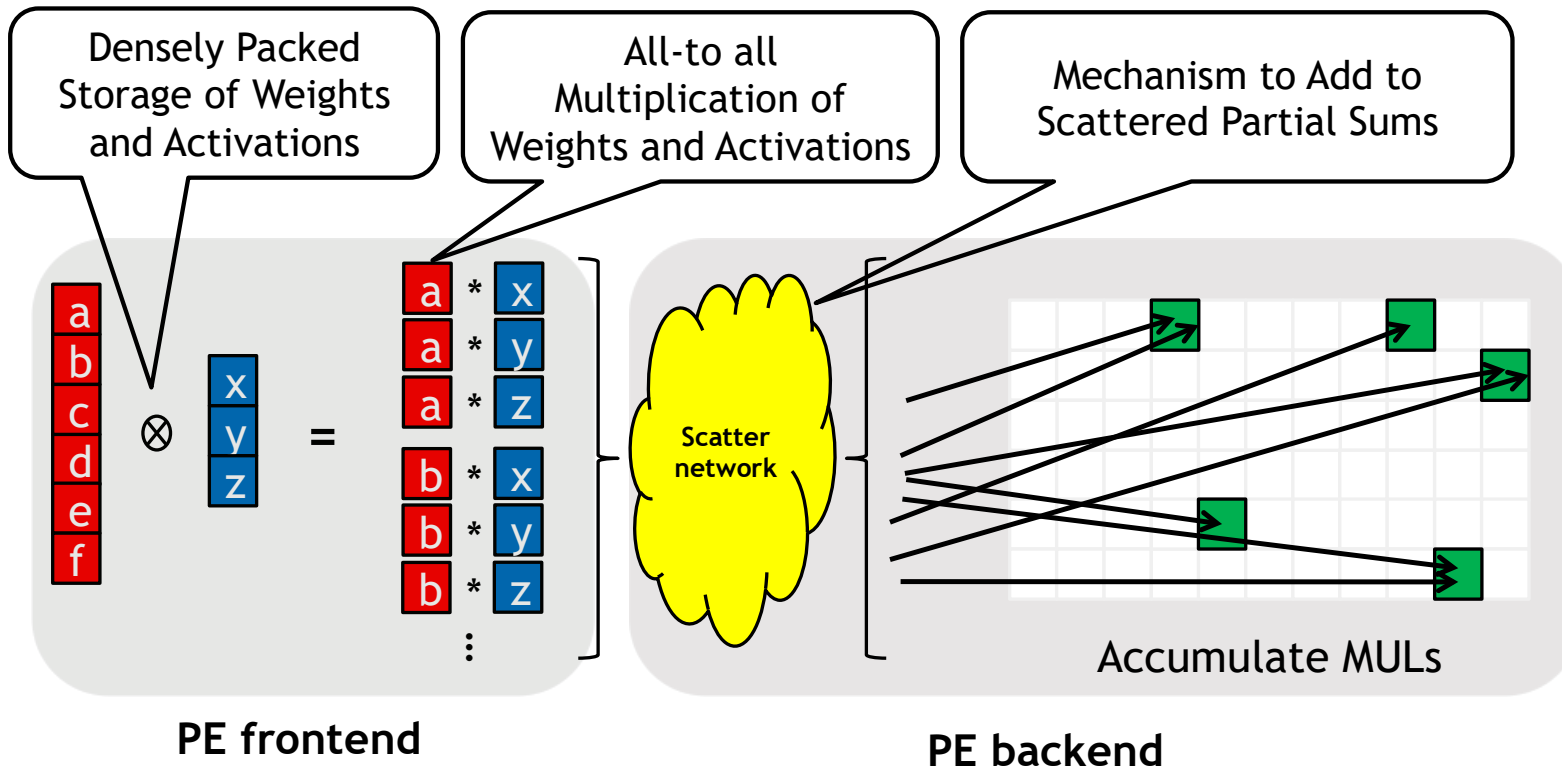 Densely Packed
Storage of Weights
and Activations
All-to all
Multiplication of
Weights and Activations
Mechanism to Add to
Scattered Partial Sums
a
b
c
d
e
f
⊗
x
y
z
=
a * x
a * y
a * z
b * x
b * y
b * z
⋮
Scatter
network
Accumulate MULs
PE frontend
PE backend